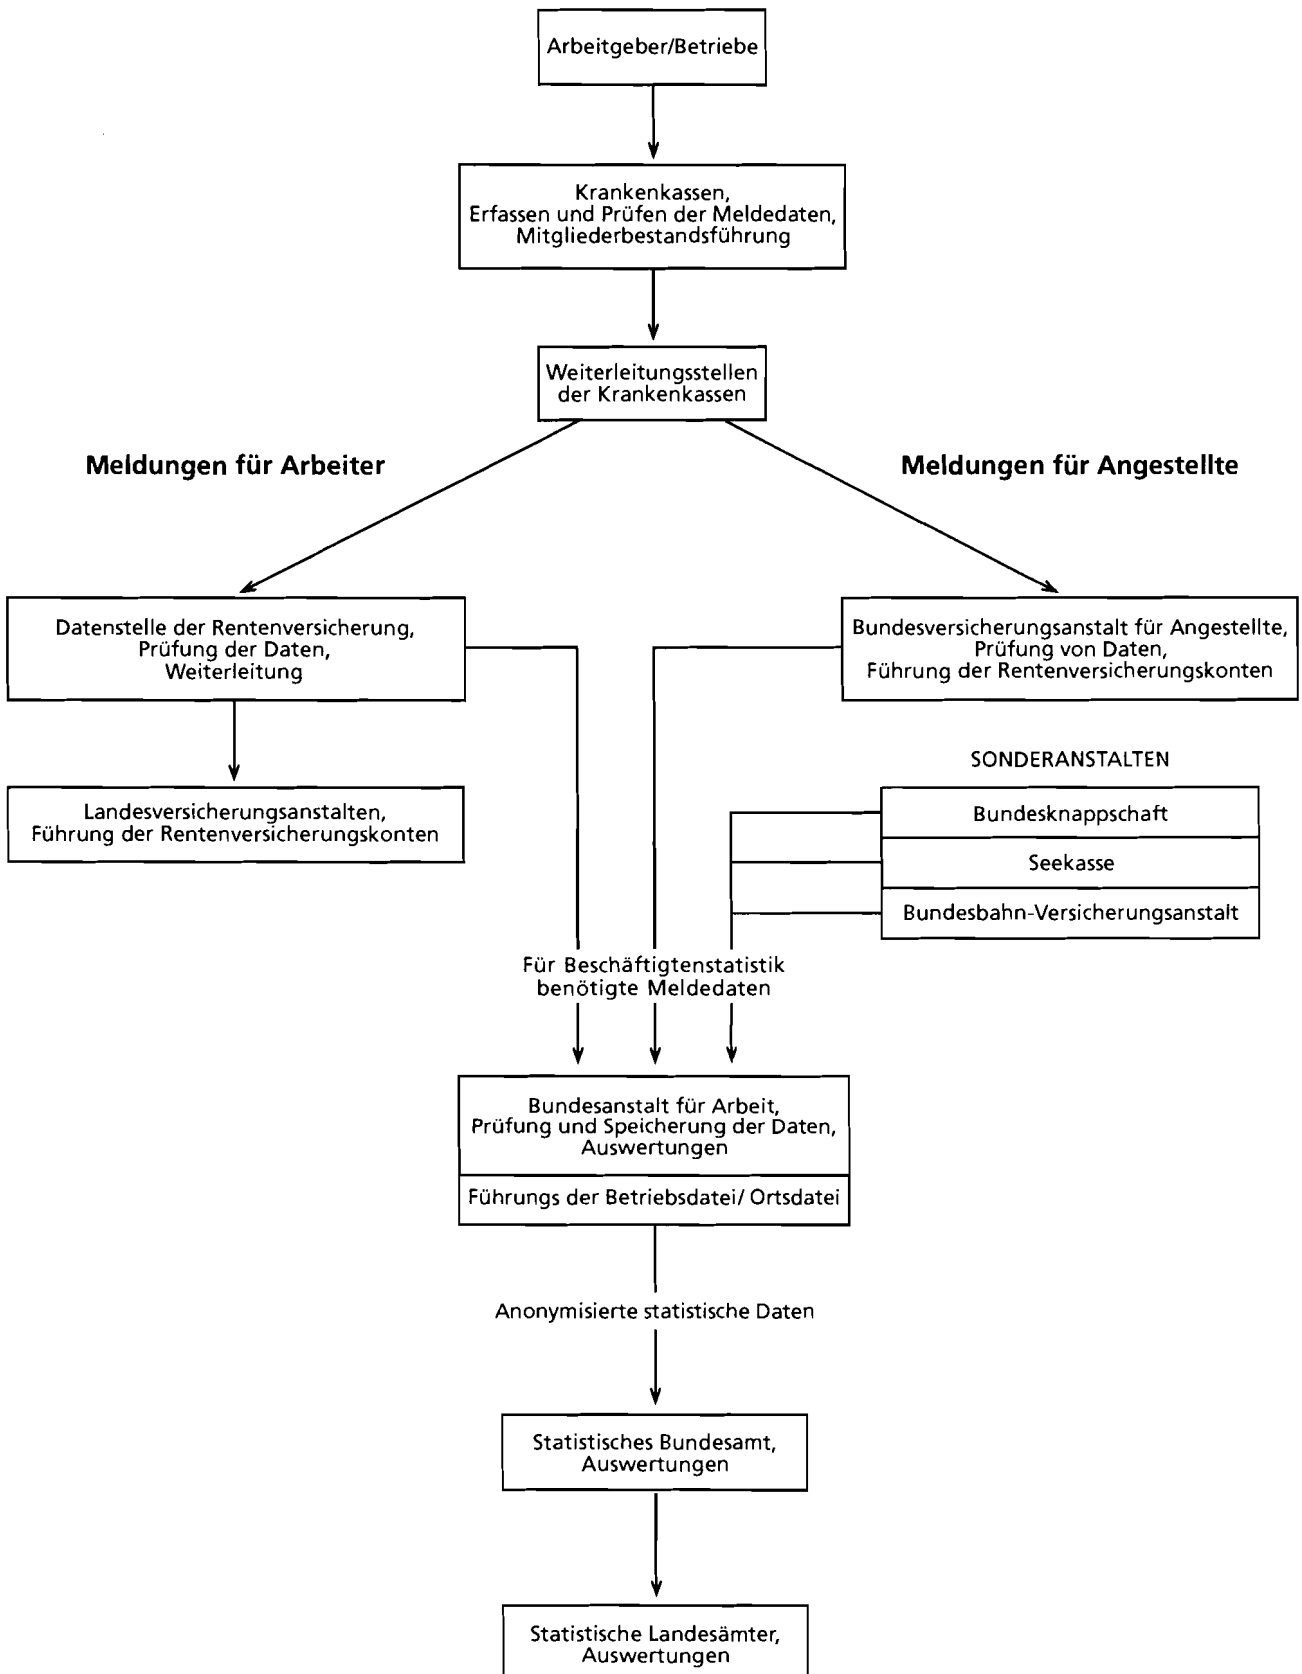 Arbeitgeber/Betriebe
Krankenkassen,
Erfassen und Prüfen der Meldedaten,
Mitgliederbestandsführung
Weiterleitungsstellen
der Krankenkassen
Meldungen für Arbeiter
Meldungen für Angestellte
Datenstelle der Rentenversicherung,
Prüfung der Daten,
Weiterleitung
Bundesversicherungsanstalt für Angestellte,
Prüfung von Daten,
Führung der Rentenversicherungskonten
Landesversicherungsanstalten,
Führung der Rentenversicherungskonten
SONDERANSTALTEN
Bundesknappschaft
Seekasse
Bundesbahn-Versicherungsanstalt
Für Beschäftigtenstatistik
benötigte Meldedaten
Bundesanstalt für Arbeit,
Prüfung und Speicherung der Daten,
Auswertungen
Führungs der Betriebsdatei/ Ortsdatei
Anonymisierte statistische Daten
Statistisches Bundesamt,
Auswertungen
Statistische Landesämter,
Auswertungen